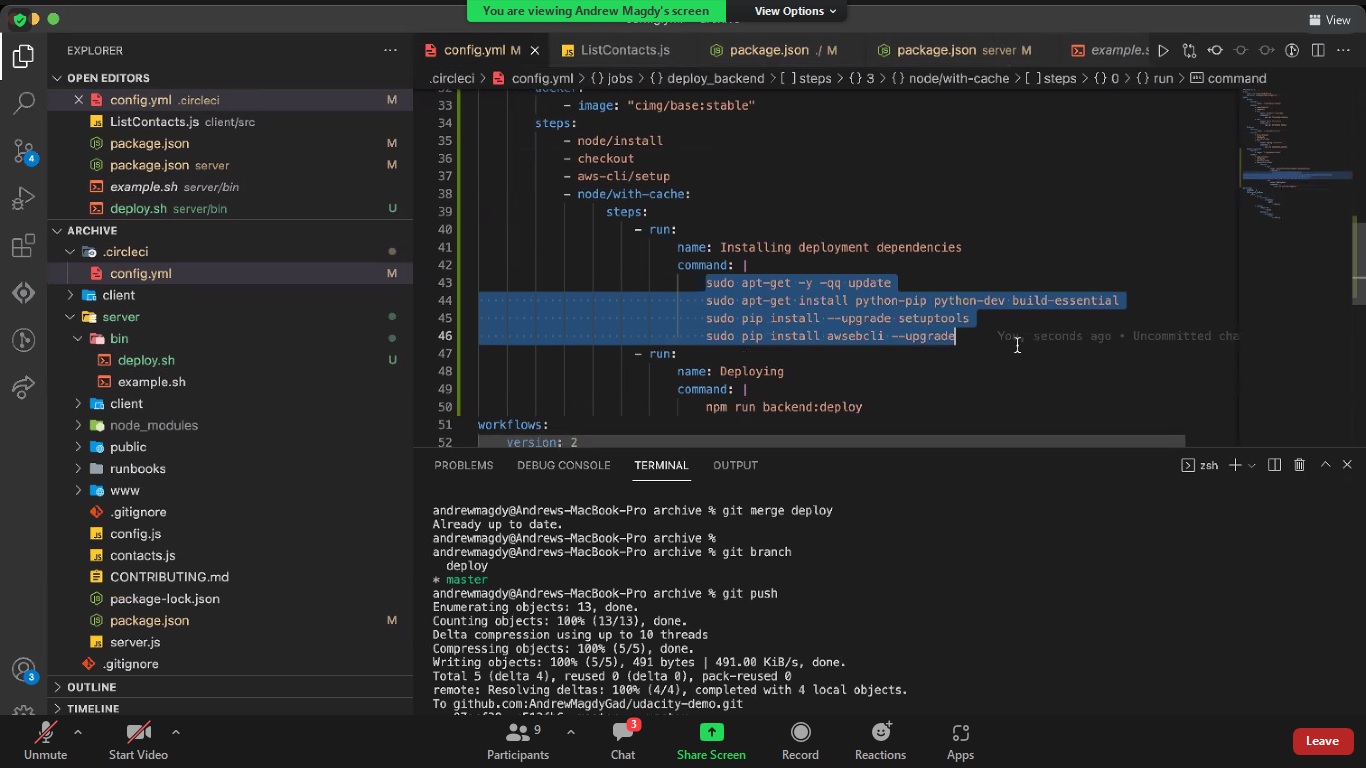 You are viewing Andrew Magdy's screen
View Options
View
EXPLORER
OPEN EDITORS
config.yml .circleci M
ListContacts.js client/src
package.json M
package.json server M
example.sh server/bin
deploy.sh server/bin U
ARCHIVE
.circleci
config.yml M
client
server
bin
deploy.sh U
example.sh
client
node_modules
public
runbooks
www
.gitignore
config.js
contacts.js
CONTRIBUTING.md
package-lock.json
package.json M
server.js
.gitignore
OUTLINE
TIMELINE
4
3
config.yml M
ListContacts.js
package.json ./ M
package.json server M
example.s
.circleci > config.yml > {} jobs > {} deploy_backend > [ ] steps > {} 3 > {} node/with-cache > [ ] steps > {} 0 > {} run > command
32 docker:
33 - image: "cimg/base:stable"
34 steps:
35 - node/install
36 - checkout
37 - aws-cli/setup
38 - node/with-cache:
39 steps:
40 - run:
41 name: Installing deployment dependencies
42 command: |
43 sudo apt-get -y -qq update
44 sudo apt-get install python-pip python-dev build-essential
45 sudo pip install --upgrade setuptools
46 sudo pip install awsebcli --upgrade You, seconds ago • Uncommitted cha
47 - run:
48 name: Deploying
49 command: |
50 npm run backend:deploy
51 workflows:
52 version: 2
PROBLEMS DEBUG CONSOLE TERMINAL OUTPUT
zsh
andrewmagdy@Andrews-MacBook-Pro archive % git merge deploy
Already up to date.
andrewmagdy@Andrews-MacBook-Pro archive %
andrewmagdy@Andrews-MacBook-Pro archive % git branch
deploy
* master
andrewmagdy@Andrews-MacBook-Pro archive % git push
Enumerating objects: 13, done.
Counting objects: 100% (13/13), done.
Delta compression using up to 10 threads
Compressing objects: 100% (5/5), done.
Writing objects: 100% (5/5), 491 bytes | 491.00 KiB/s, done.
Total 5 (delta 4), reused 0 (delta 0), pack-reused 0
remote: Resolving deltas: 100% (4/4), completed with 4 local objects.
To github.com:AndrewMagdyGad/udacity-demo.git
Unmute
Start Video
9
Participants
3
Chat
Share Screen
Record
Reactions
Apps
Leave